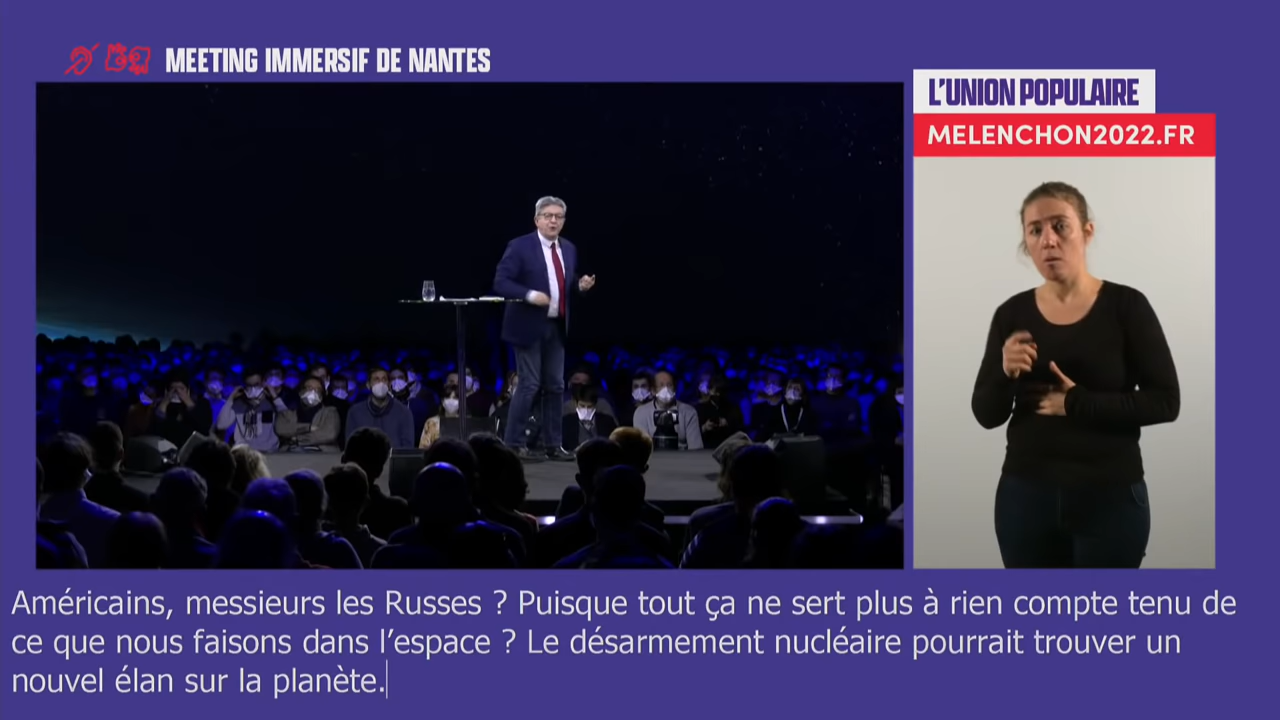 MEETING IMMERSIF DE NANTES
L'UNION POPULAIRE
MELENCHON2022.FR
Américains, messieurs les Russes ? Puisque tout ça ne sert plus à rien compte tenu de
ce que nous faisons dans l’espace ? Le désarmement nucléaire pourrait trouver un
nouvel élan sur la planète.